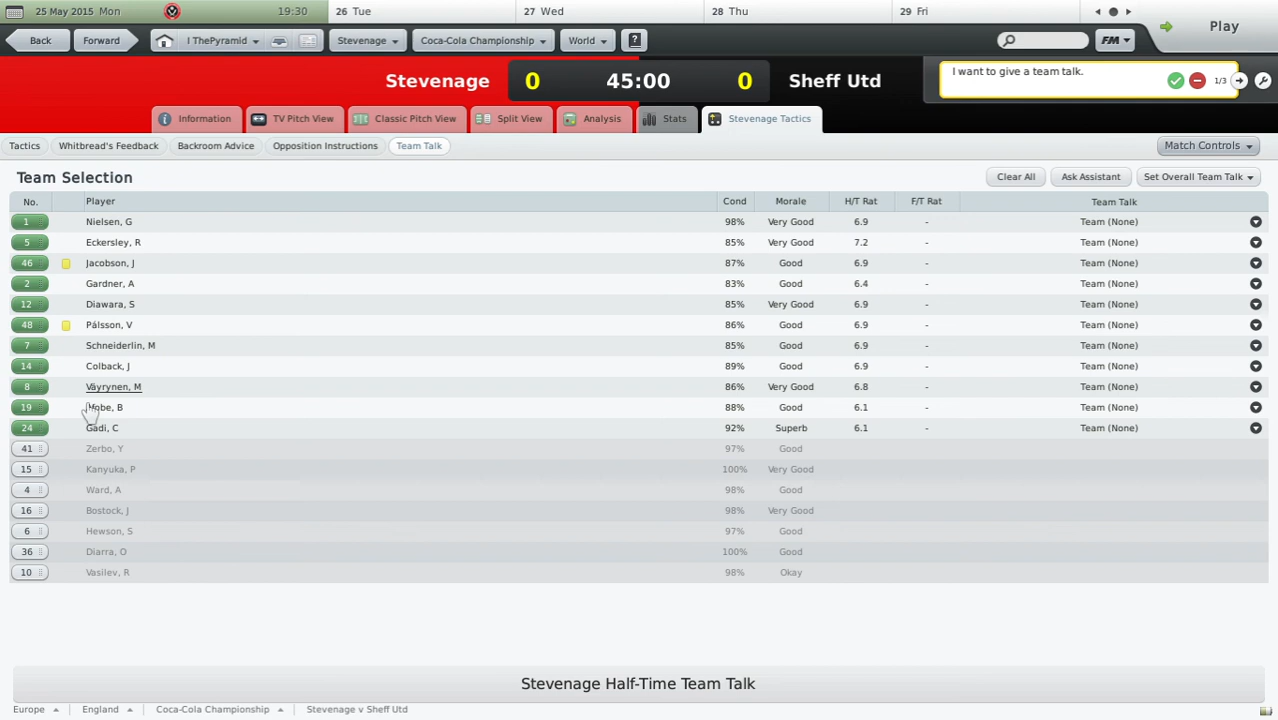 25 May 2015 Mon 19:30 26 Tue 27 Wed 28 Thu 29 Fri
Back Forward I ThePyramid Stevenage Coca-Cola Championship World ? FM Play
Stevenage 0 45:00 0 Sheff Utd
I want to give a team talk. 1/3
Information TV Pitch View Classic Pitch View Split View Analysis Stats Stevenage Tactics
Tactics Whitbread's Feedback Backroom Advice Opposition Instructions Team Talk Match Controls
Team Selection Clear All Ask Assistant Set Overall Team Talk
No. Player Cond Morale H/T Rat F/T Rat Team Talk
1 Nielsen, G 98% Very Good 6.9 - Team (None)
5 Eckersley, R 85% Very Good 7.2 - Team (None)
46 Jacobson, J 87% Good 6.9 - Team (None)
2 Gardner, A 83% Good 6.4 - Team (None)
12 Diawara, S 85% Very Good 6.9 - Team (None)
48 Pálsson, V 86% Good 6.9 - Team (None)
7 Schneiderlin, M 85% Good 6.9 - Team (None)
14 Colback, J 89% Good 6.9 - Team (None)
8 Väyrynen, M 86% Very Good 6.8 - Team (None)
19 B 88% Good 6.1 - Team (None)
24 Gadi, C 92% Superb 6.1 - Team (None)
41 Zerbo, Y 97% Good
15 Kanyuka, P 100% Very Good
4 Ward, A 98% Good
16 Bostock, J 98% Very Good
6 Hewson, S 97% Good
36 Diarra, O 100% Good
10 Vasilev, R 98% Okay
Stevenage Half-Time Team Talk
Europe England Coca-Cola Championship Stevenage v Sheff Utd